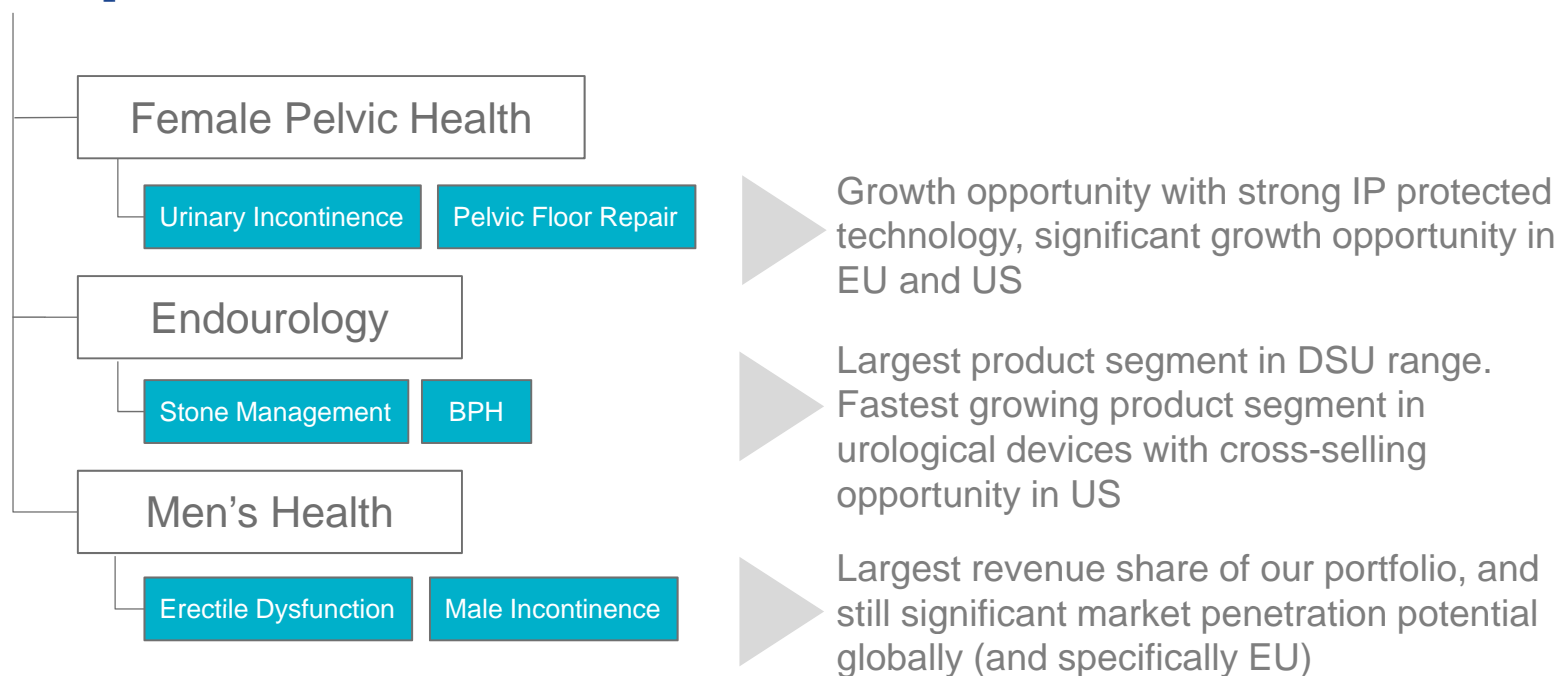 Female Pelvic Health
Urinary Incontinence
Pelvic Floor Repair
Growth opportunity with strong IP protected
technology, significant growth opportunity in
EU and US
Endourology
Stone Management
BPH
Largest product segment in DSU range.
Fastest growing product segment in
urological devices with cross-selling
opportunity in US
Men’s Health
Erectile Dysfunction
Male Incontinence
Largest revenue share of our portfolio, and
still significant market penetration potential
globally (and specifically EU)